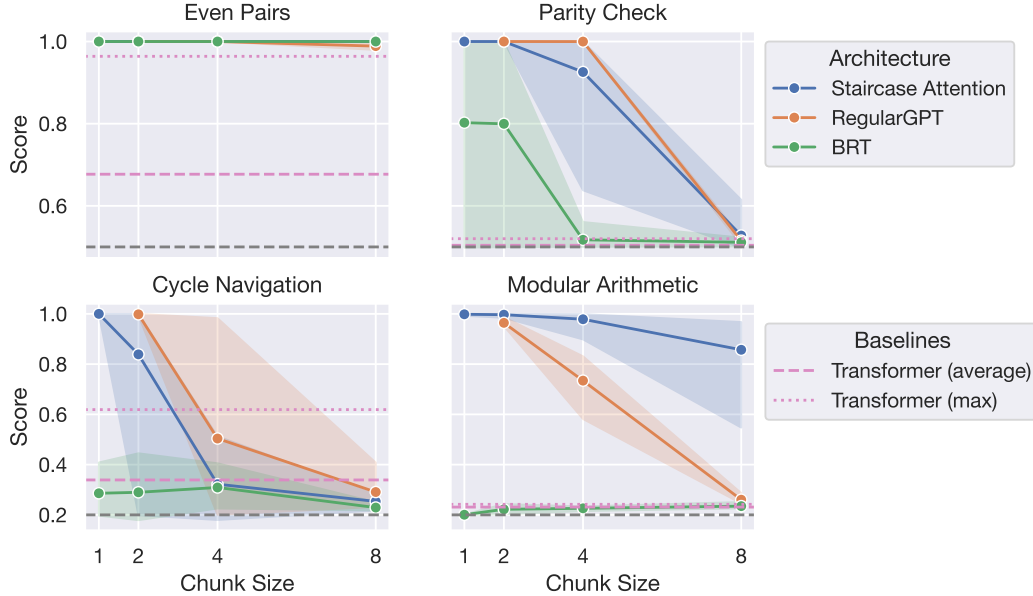 Even Pairs
Parity Check
1.0
0.8
0.6
Score
Architecture
Staircase Attention
RegularGPT
BRT
Cycle Navigation
Modular Arithmetic
1.0
0.8
0.6
0.4
0.2
Score
1 2 4 8
Chunk Size
1 2 4 8
Chunk Size
Baselines
Transformer (average)
Transformer (max)